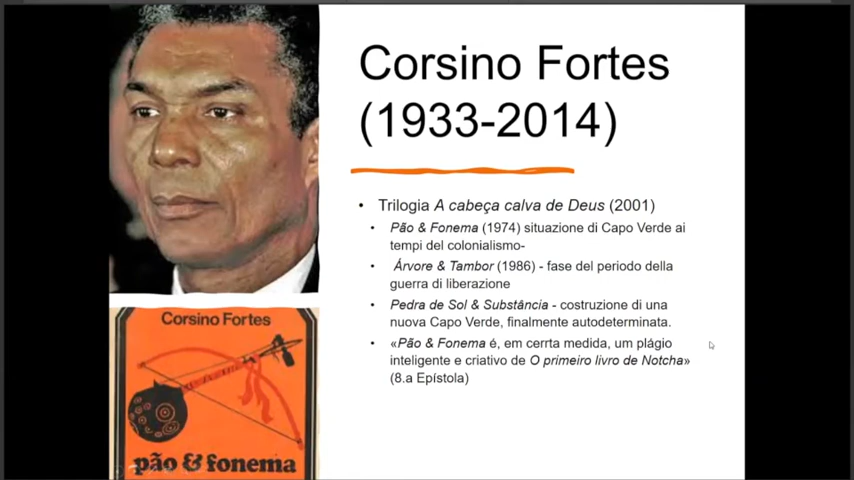 Corsino Fortes
(1933-2014)
• Trilogia A cabeça calva de Deus (2001)
• Pão & Fonema (1974) situazione di Capo Verde ai
tempi del colonialismo-
• Árvore & Tambor (1986) - fase del periodo della
guerra di liberazione
• Pedra de Sol & Substância - costruzione di una
nuova Capo Verde, finalmente autodeterminata.
• «Pão & Fonema é, em cerrta medida, um plágio
inteligente e criativo de O primeiro livro de Notcha»
(8.a Epístola)
Corsino Fortes
pão & fonema